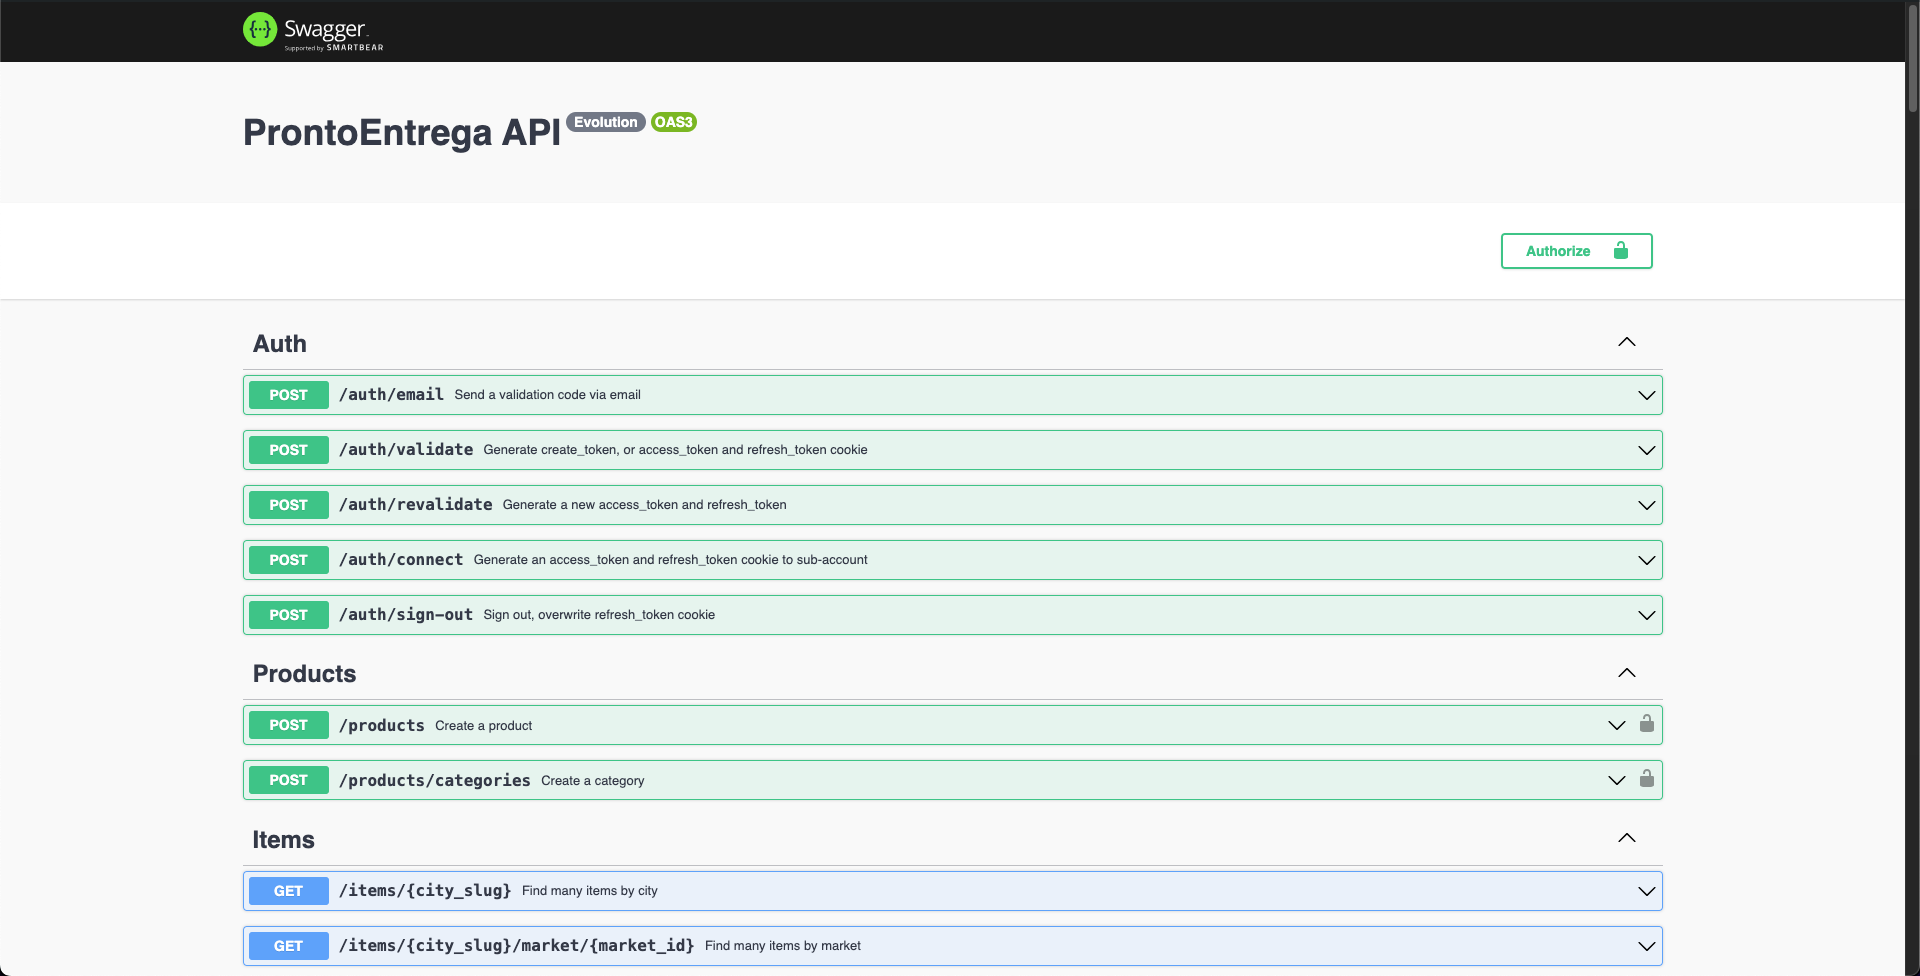 Swagger
Supported by SMARTBEAR
ProntoEntrega API Evolution OAS3
Authorize
Auth
POST /auth/email Send a validation code via email
POST /auth/validate Generate create_token, or access_token and refresh_token cookie
POST /auth/revalidate Generate a new access_token and refresh_token
POST /auth/connect Generate an access_token and refresh_token cookie to sub-account
POST /auth/sign-out Sign out, overwrite refresh_token cookie
Products
POST /products Create a product
POST /products/categories Create a category
Items
GET /items/{city_slug} Find many items by city
GET /items/{city_slug}/market/{market_id} Find many items by market